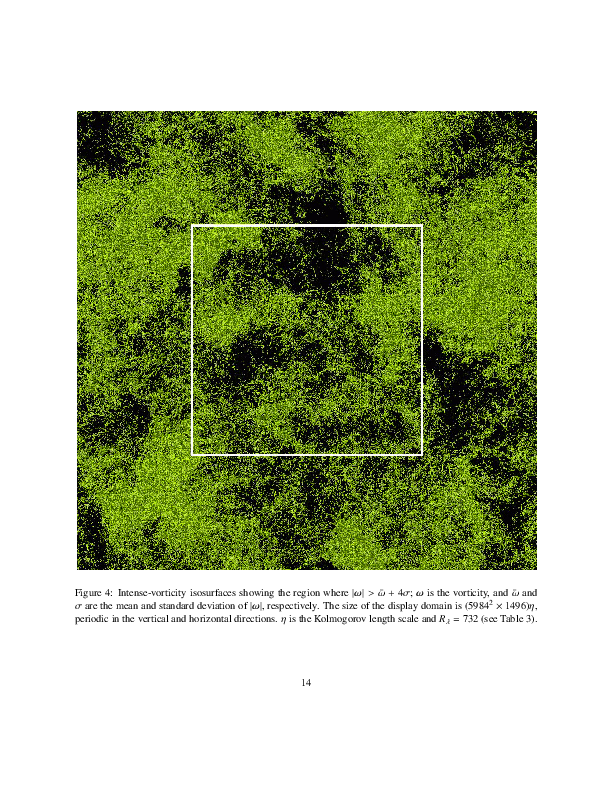 Figure 4: Intense-vorticity isosurfaces showing the region where |ω| > ω̄ + 4σ; ω is the vorticity, and ω̄ and
σ are the mean and standard deviation of |ω|, respectively. The size of the display domain is (5984² × 1496)η,
periodic in the vertical and horizontal directions. η is the Kolmogorov length scale and R_λ = 732 (see Table 3).
14